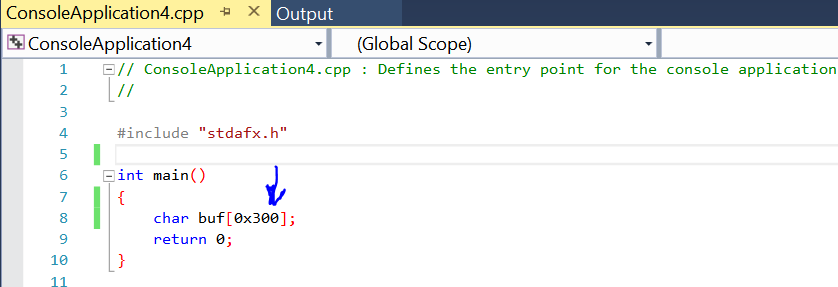 ConsoleApplication4.cpp Output
ConsoleApplication4 (Global Scope)
1 // ConsoleApplication4.cpp : Defines the entry point for the console application
2 //
3
4 #include "stdafx.h"
5
6 int main()
7 {
8 char buf[0x300];
9 return 0;
10 }
11